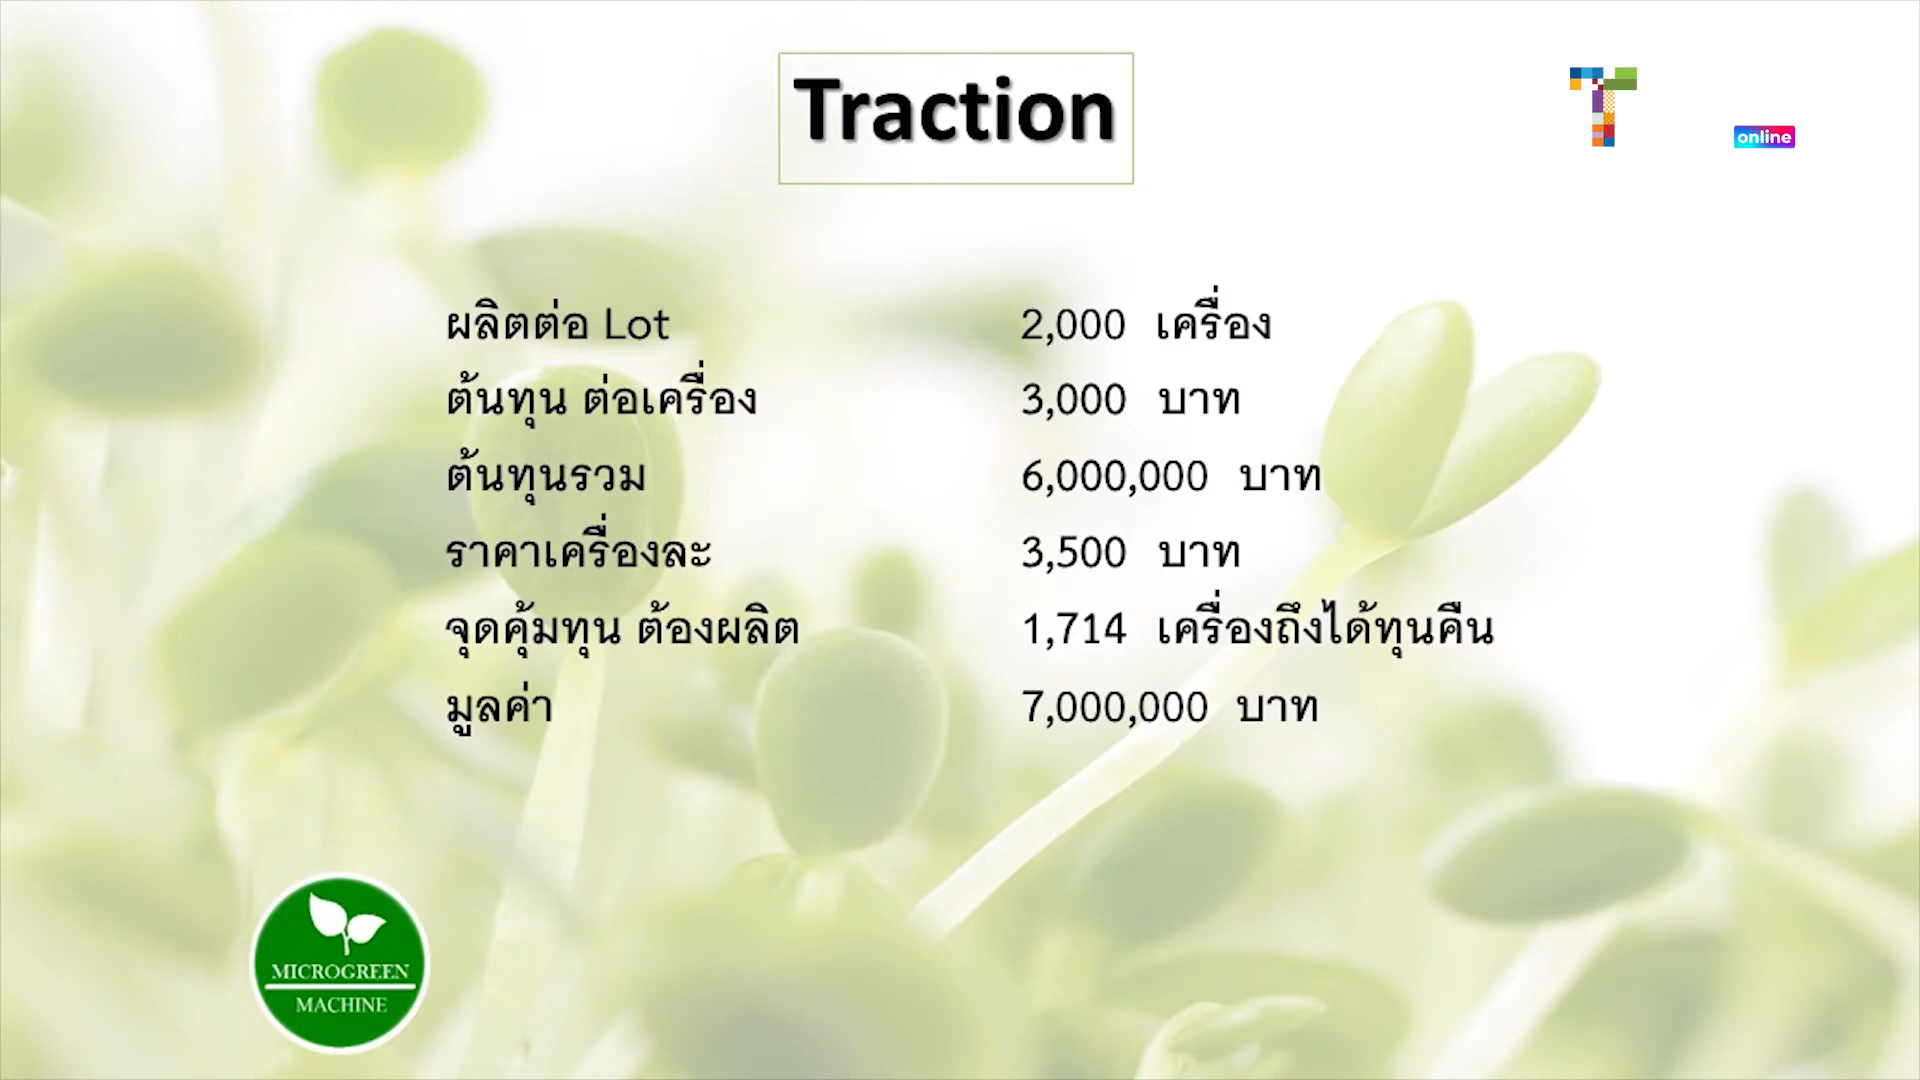 Traction
online
ผลิตต่อ Lot 2,000 เครื่อง
ต้นทุน ต่อเครื่อง 3,000 บาท
ต้นทุนรวม 6,000,000 บาท
ราคาเครื่องละ 3,500 บาท
จุดคุ้มทุน ต้องผลิต 1,714 เครื่องถึงได้ทุนคืน
มูลค่า 7,000,000 บาท
MICROGREEN
MACHINE